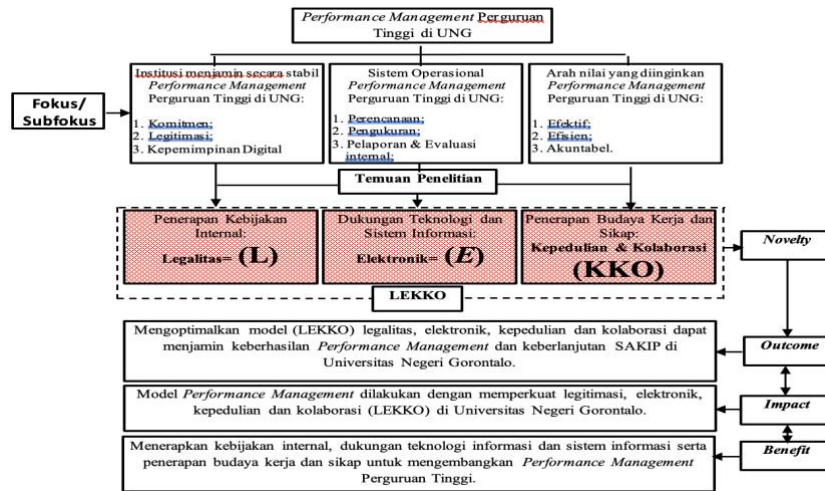 Performance Management Perguruan
Tinggi di UNG
Fokus/
Subfokus
Institusi menjamin secara stabil
Performance Management
Perguruan Tinggi di UNG:
1. Komitmen;
2. Legitimasi;
3. Kepemimpinan Digital
Sistem Operasional
Performance Management
Perguruan Tinggi di UNG:
1. Perencanaan;
2. Pengukuran;
3. Pelaporan & Evaluasi
internal;
Arah nilai yang diinginkan
Performance Management
Perguruan Tinggi di UNG:
1. Efektif;
2. Efisien;
3. Akuntabel.
Temuan Penelitian
Penerapan Kebijakan
Internal:
Legalitas= (L)
Dukungan Teknologi dan
Sistem Informasi:
Elektronik= (E)
Penerapan Budaya Kerja dan
Sikap:
Kepedulian & Kolaborasi
(KKO)
Novelty
LEKKO
Mengoptimalkan model (LEKKO) legalitas, elektronik, kepedulian dan kolaborasi dapat
menjamin keberhasilan Performance Management dan keberlanjutan SAKIP di
Universitas Negeri Gorontalo.
Outcome
Model Performance Management dilakukan dengan memperkuat legitimasi, elektronik,
kepedulian dan kolaborasi (LEKKO) di Universitas Negeri Gorontalo.
Impact
Menerapkan kebijakan internal, dukungan teknologi informasi dan sistem informasi serta
penerapan budaya kerja dan sikap untuk mengembangkan Performance Management
Perguruan Tinggi.
Benefit